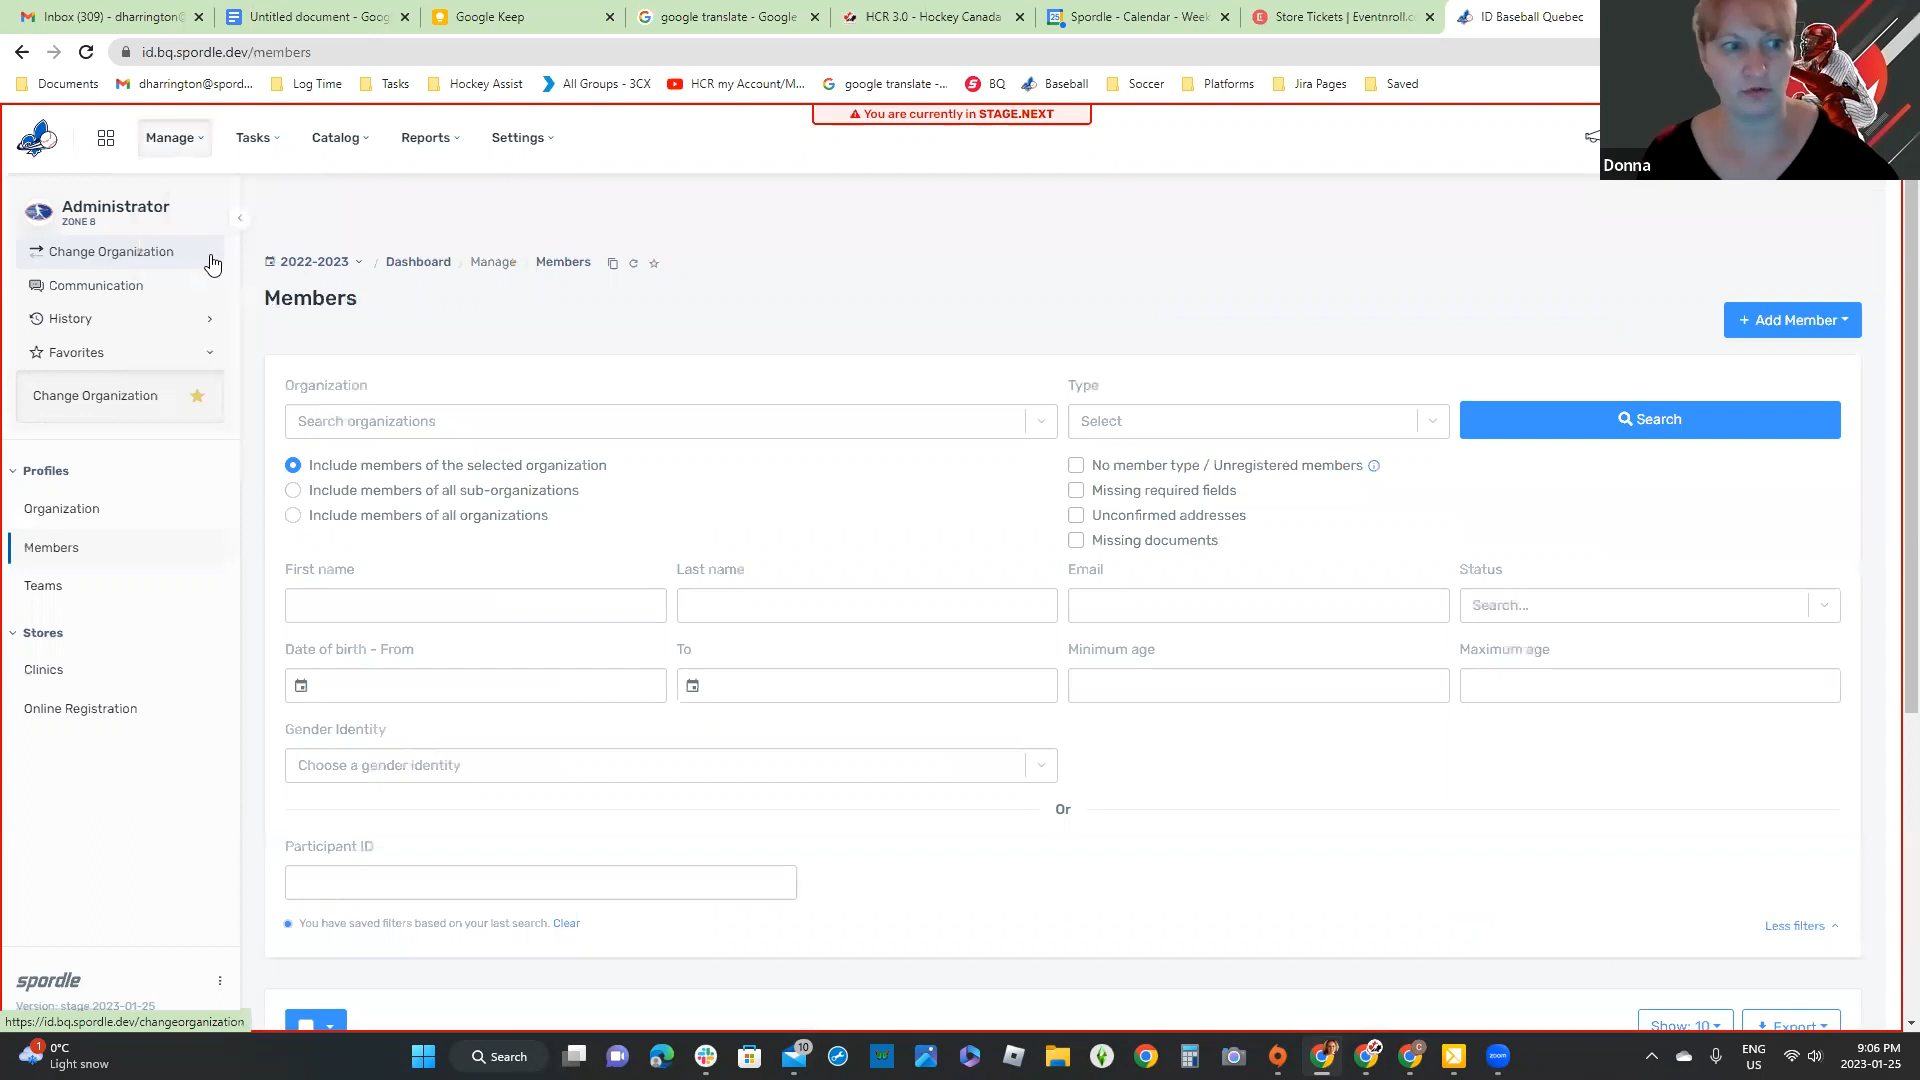 Inbox (309) - dharrington@
Untitled document - Goog
Google Keep
google translate - Google
HCR 3.0 - Hockey Canada
Spordle - Calendar - Week
Store Tickets | Eventnroll.c
ID Baseball Quebec
id.bq.spordle.dev/members
Documents
dharrington@spord...
Log Time
Tasks
Hockey Assist
All Groups - 3CX
HCR my Account/M...
google translate -...
BQ
Baseball
Soccer
Platforms
Jira Pages
Saved
You are currently in STAGE.NEXT
Manage
Tasks
Catalog
Reports
Settings
Donna
Administrator
ZONE 8
Change Organization
Communication
History
Favorites
Change Organization
Profiles
Organization
Members
Teams
Stores
Clinics
Online Registration
spordle
Version: stage 2023-01-25
https://id.bq.spordle.dev/changeorganization
2022-2023 / Dashboard / Manage / Members
Members
+ Add Member
Organization
Search organizations
Type
Select
Search
Include members of the selected organization
Include members of all sub-organizations
Include members of all organizations
No member type / Unregistered members
Missing required fields
Unconfirmed addresses
Missing documents
First name
Last name
Email
Status
Search...
Date of birth - From
To
Minimum age
Maximum age
Gender Identity
Choose a gender identity
Or
Participant ID
You have saved filters based on your last search. Clear
Less filters
Show: 10
Export
1
0°C
Light snow
Search
10
zoom
ENG
US
9:06 PM
2023-01-25